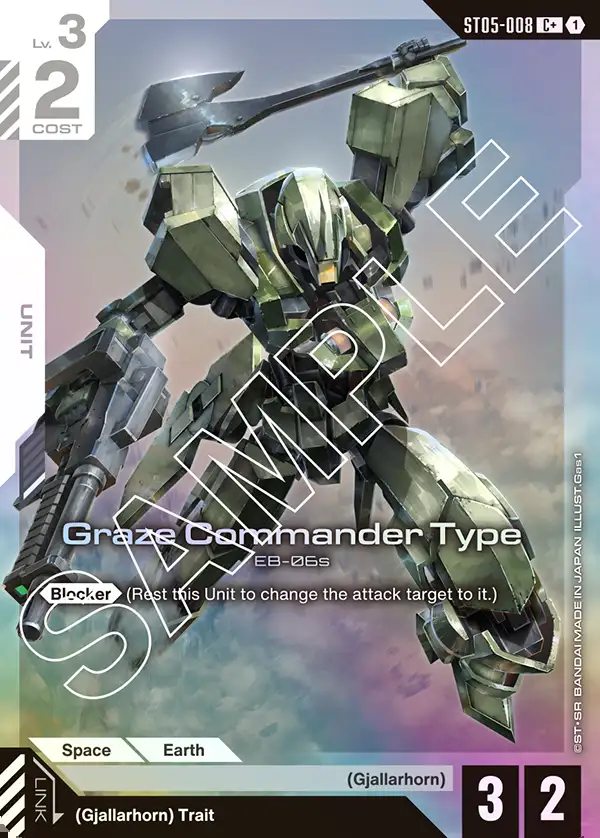 Lv. 3
2
COST
ST05-008 C+ 1
UNIT
SAMPLE
Graze Commander Type
EB-06s
Blocker (Rest this Unit to change the attack target to it.)
©ST・SR BANDAI MADE IN JAPAN ILLUST.Gas1
Space Earth
(Gjallarhorn)
LINK
(Gjallarhorn) Trait
3 2